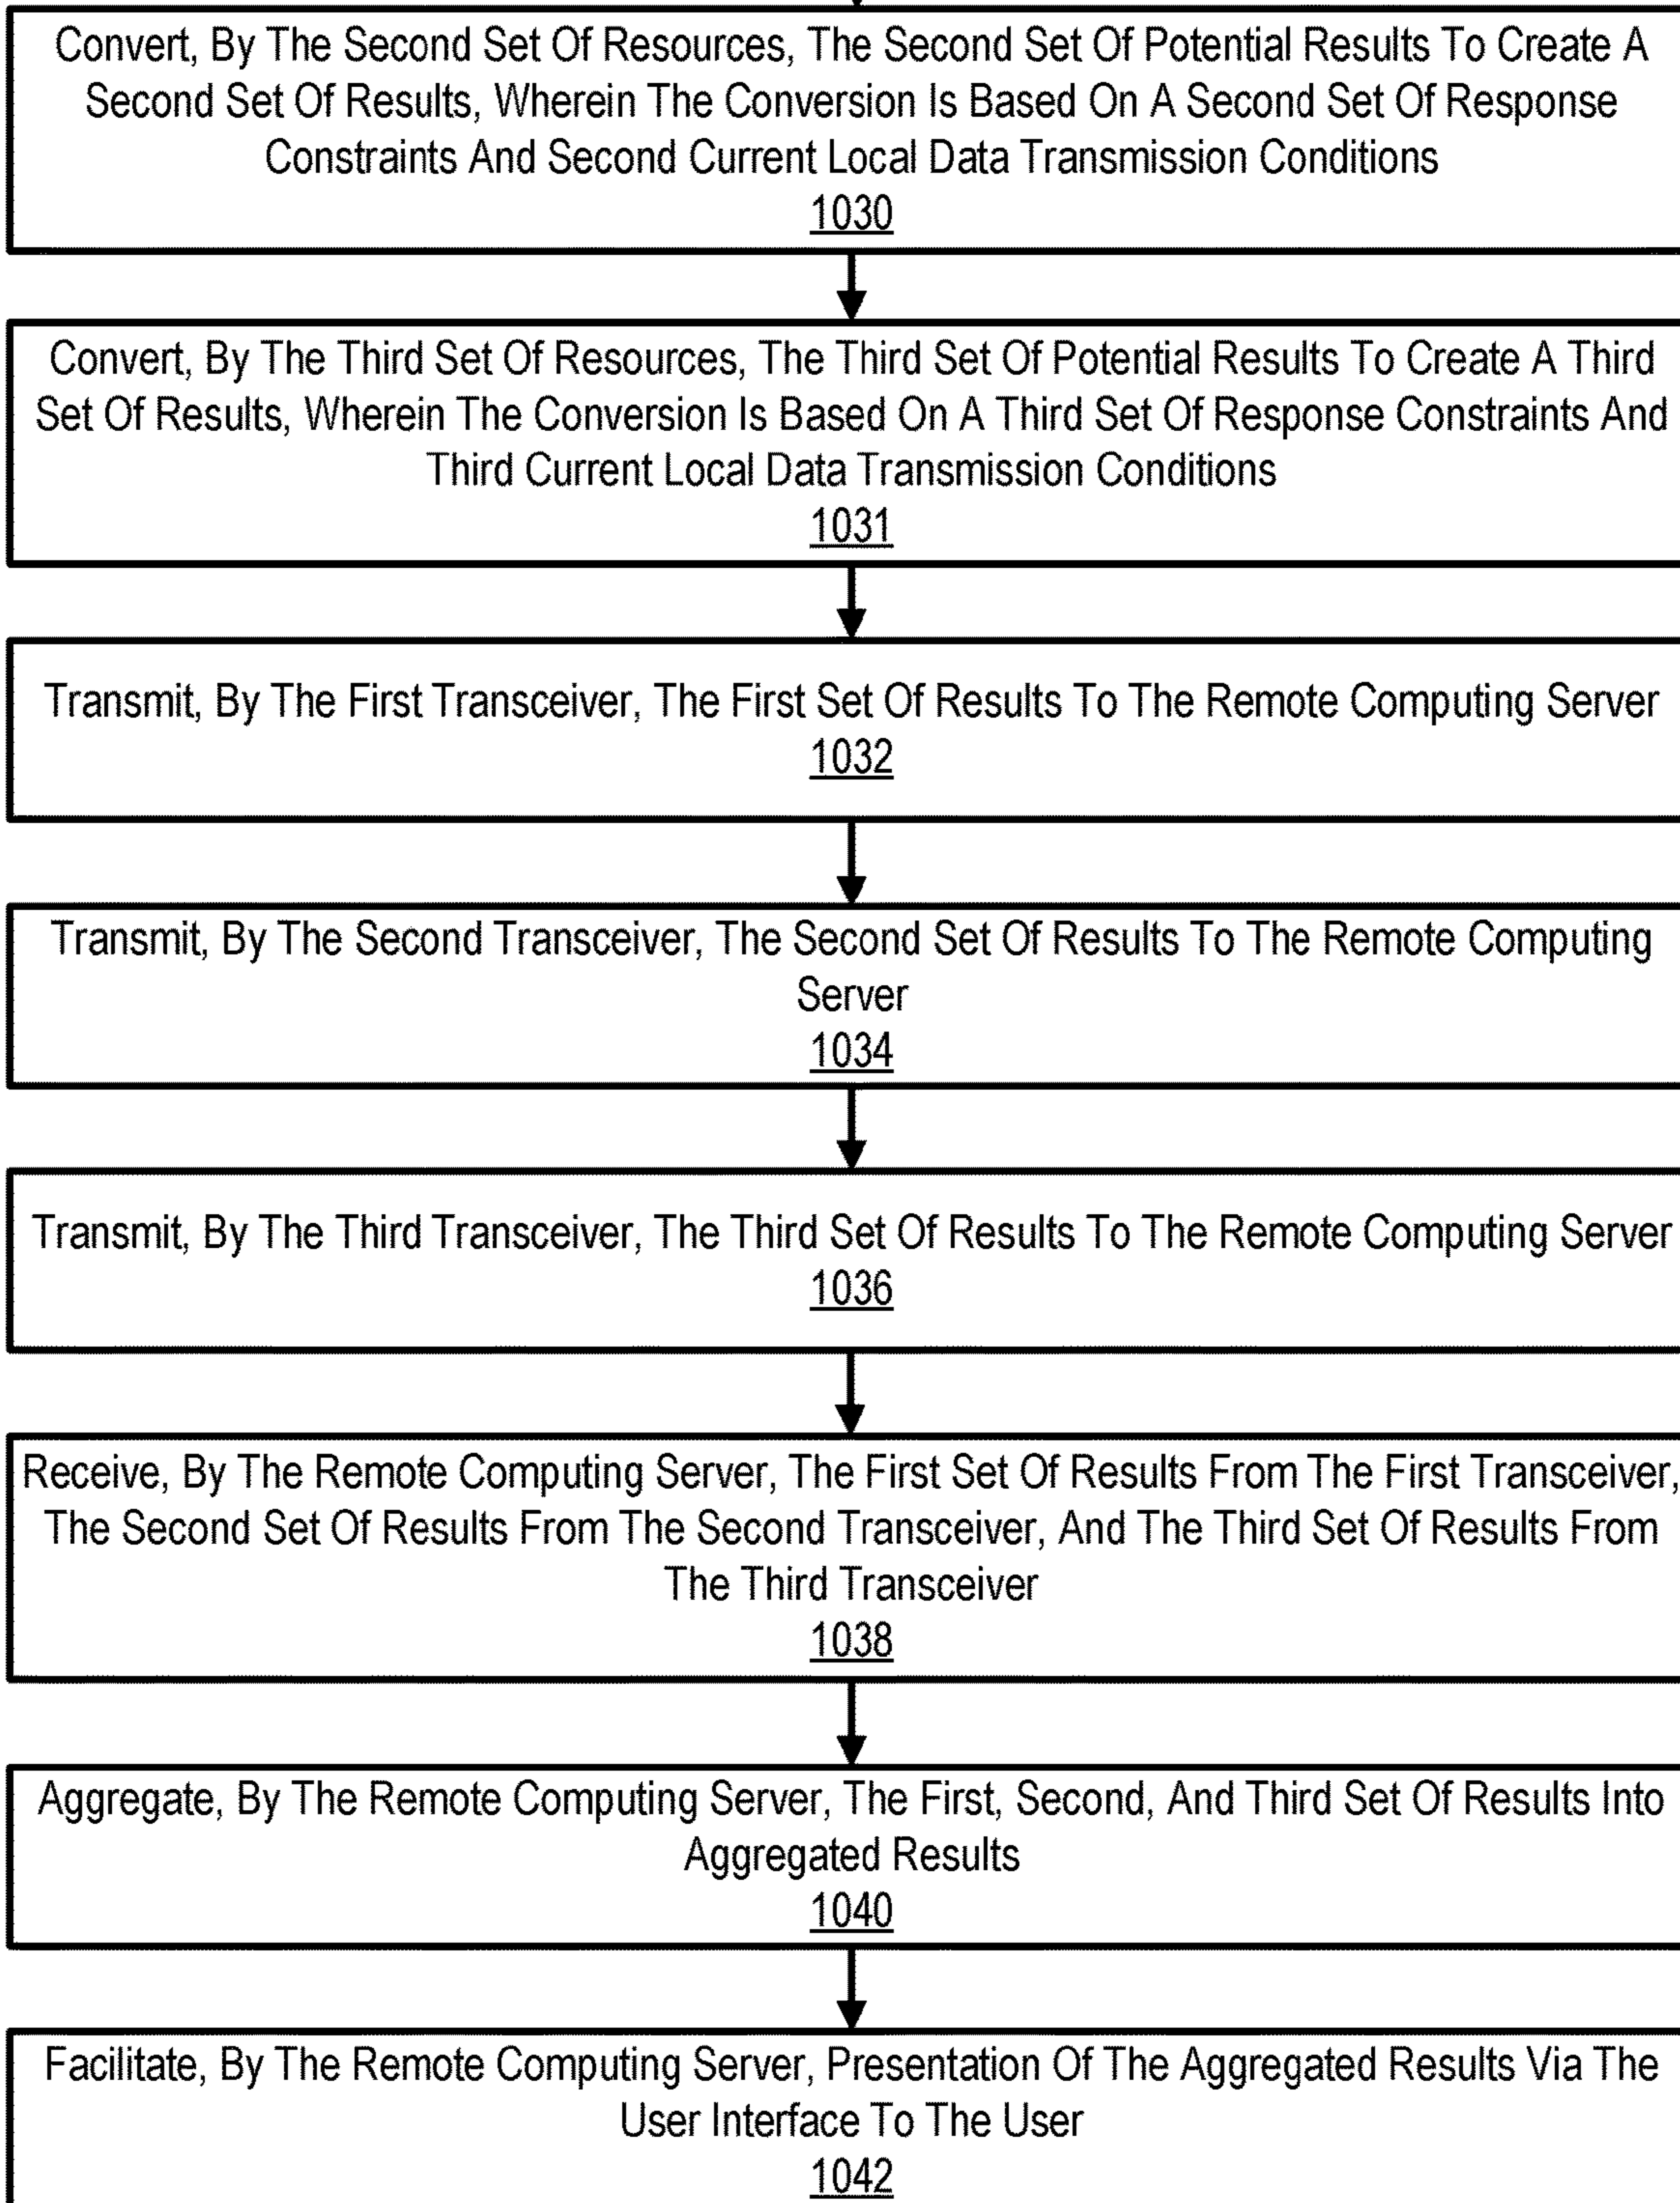 Convert, By The Second Set Of Resources, The Second Set Of Potential Results To Create A
Second Set Of Results, Wherein The Conversion Is Based On A Second Set Of Response
Constraints And Second Current Local Data Transmission Conditions
1030
Convert, By The Third Set Of Resources, The Third Set Of Potential Results To Create A Third
Set Of Results, Wherein The Conversion Is Based On A Third Set Of Response Constraints And
Third Current Local Data Transmission Conditions
1031
Transmit, By The First Transceiver, The First Set Of Results To The Remote Computing Server
1032
Transmit, By The Second Transceiver, The Second Set Of Results To The Remote Computing
Server
1034
Transmit, By The Third Transceiver, The Third Set Of Results To The Remote Computing Server
1036
Receive, By The Remote Computing Server, The First Set Of Results From The First Transceiver,
The Second Set Of Results From The Second Transceiver, And The Third Set Of Results From
The Third Transceiver
1038
Aggregate, By The Remote Computing Server, The First, Second, And Third Set Of Results Into
Aggregated Results
1040
Facilitate, By The Remote Computing Server, Presentation Of The Aggregated Results Via The
User Interface To The User
1042